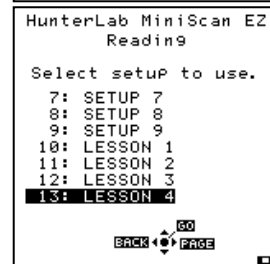 HunterLab MiniScan EZ
Reading
Select setup to use.
7: SETUP 7
8: SETUP 8
9: SETUP 9
10: LESSON 1
11: LESSON 2
12: LESSON 3
13: LESSON 4
GO
BACK PAGE